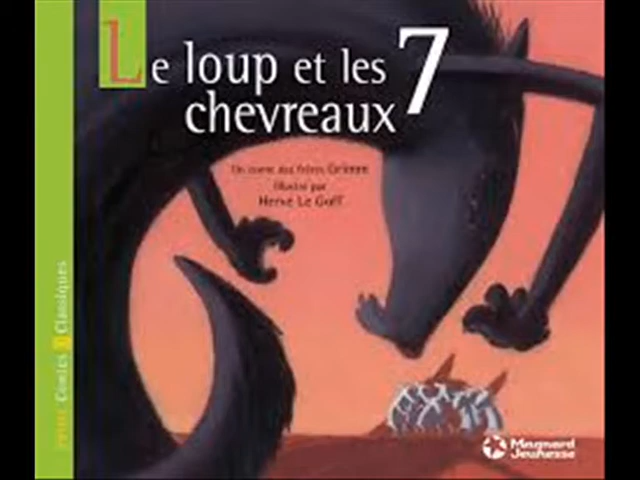 Le loup et les 7
chevreaux
Un conte des frères Grimm
illustré par
Hervé Le Goff
Petits Contes & Classiques
Magnard
Jeunesse